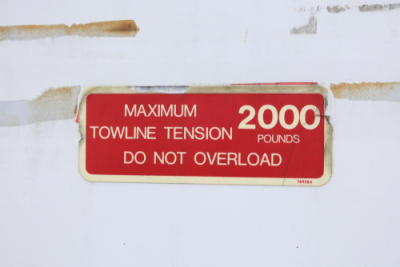 MAXIMUM
TOWLINE TENSION 2000
POUNDS
DO NOT OVERLOAD